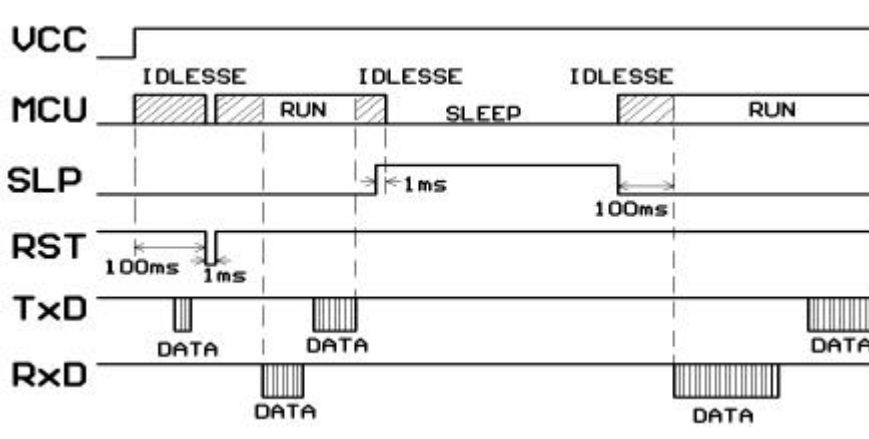 VCC
IDLESSE IDLESSE IDLESSE
MCU RUN SLEEP RUN
SLP 1ms
100ms
RST
100ms 1ms
TxD
DATA DATA DATA
RxD
DATA DATA